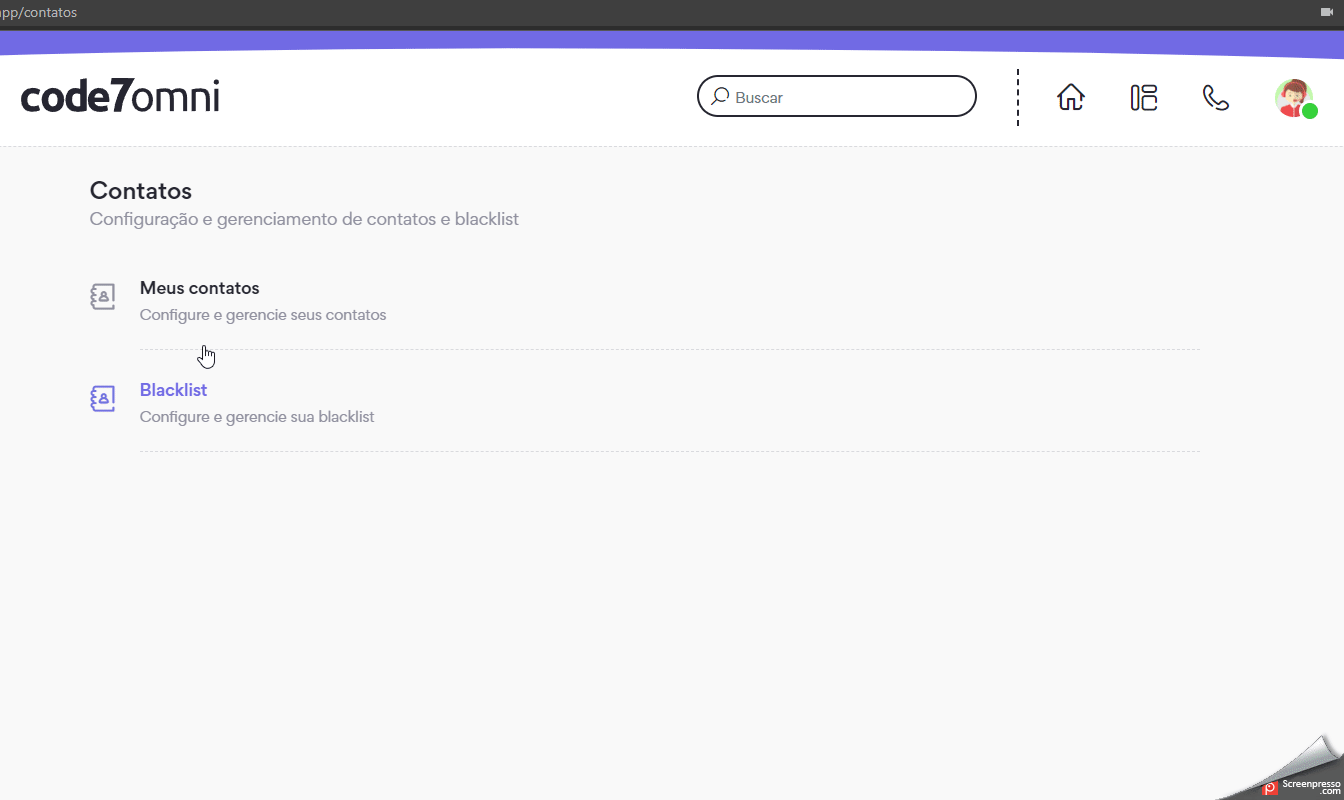 app/contatos
code7omni
Buscar
Contatos
Configuração e gerenciamento de contatos e blacklist
Meus contatos
Configure e gerencie seus contatos
Blacklist
Configure e gerencie sua blacklist
Screenpresso
.com